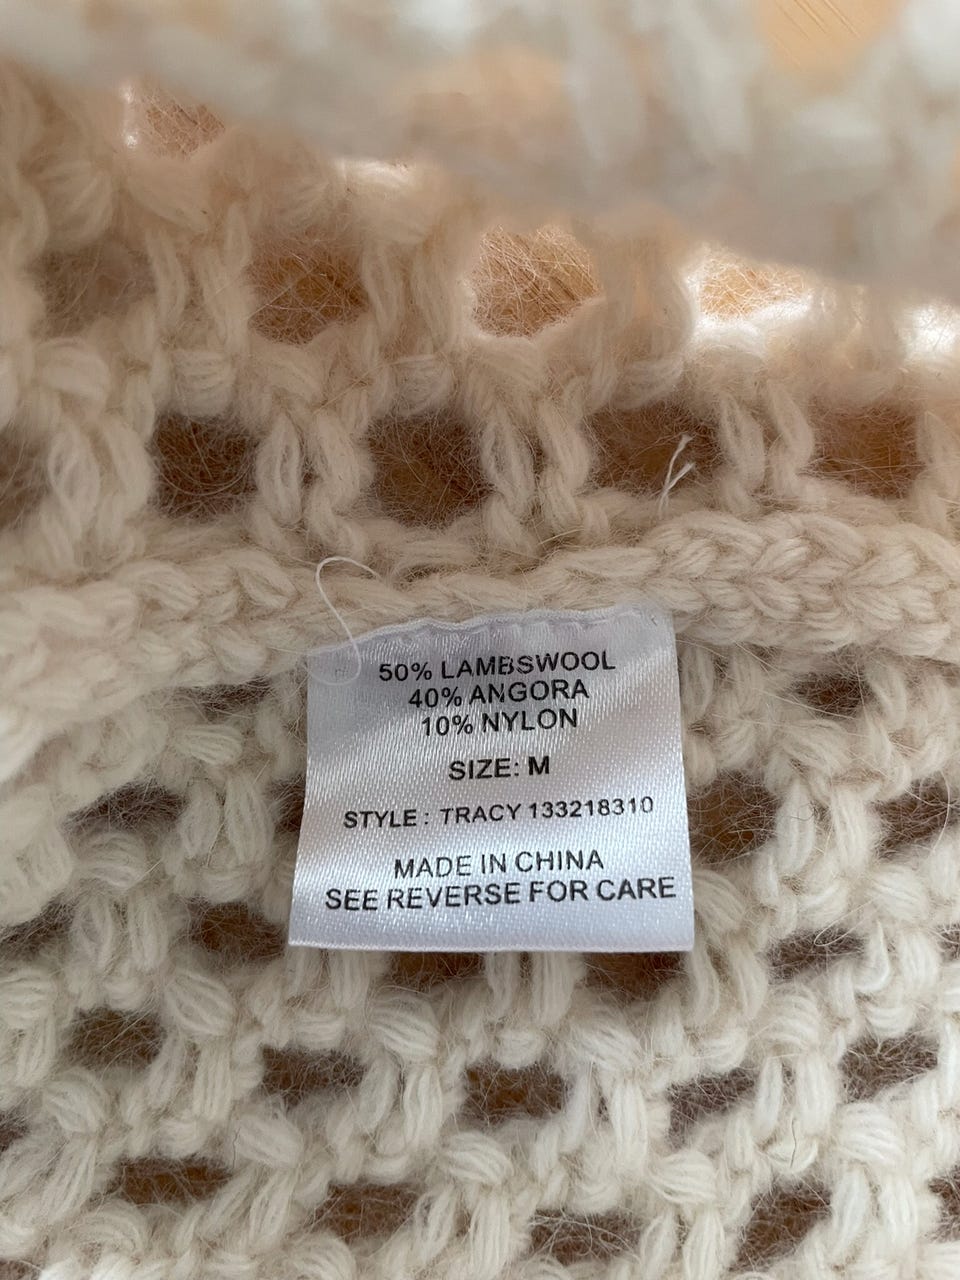 50% LAMBSWOOL
40% ANGORA
10% NYLON
SIZE: M
STYLE : TRACY 133218310
MADE IN CHINA
SEE REVERSE FOR CARE